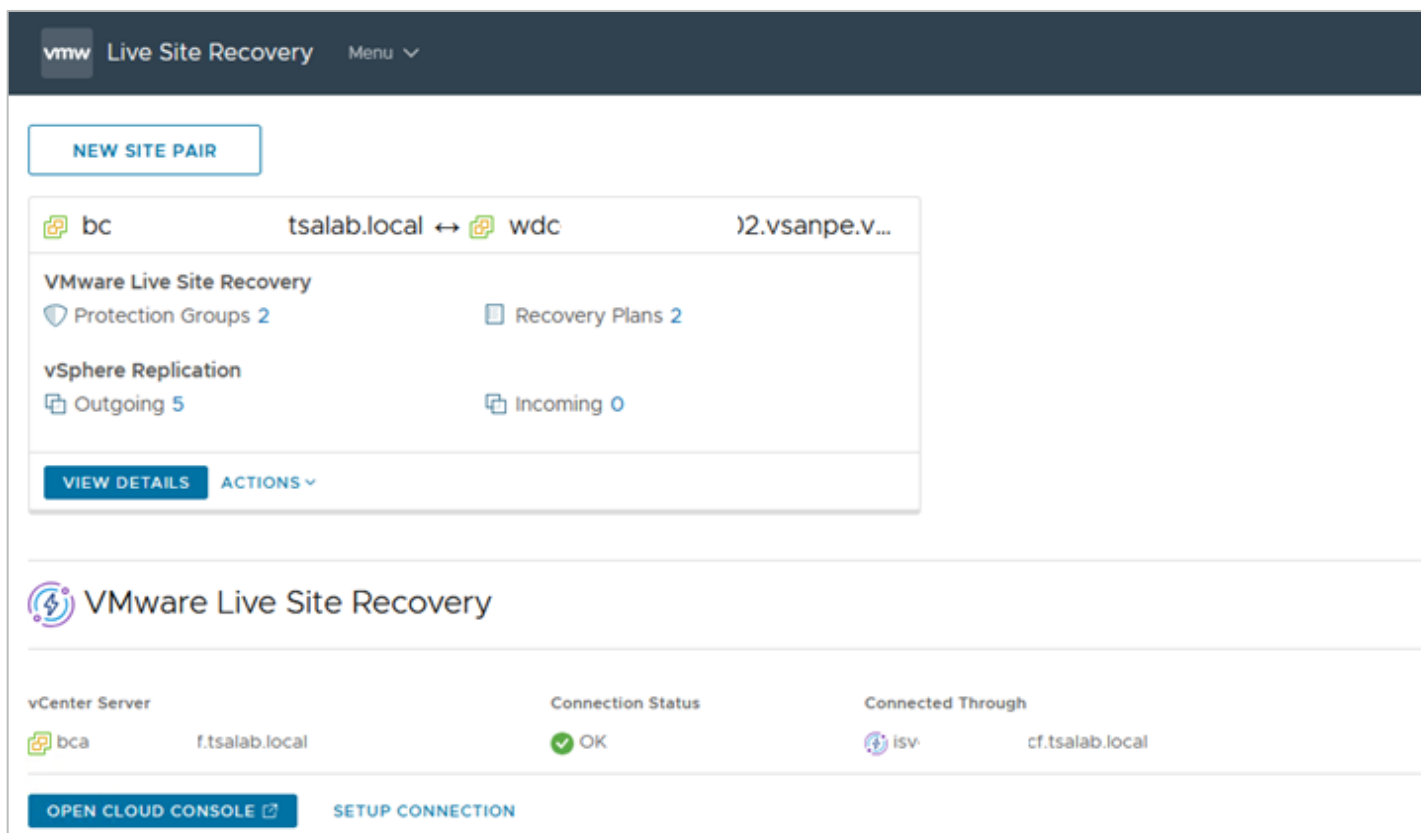 vmw Live Site Recovery Menu
NEW SITE PAIR
bc tsalab.local ↔ wdc 02.vsanpe.v...
VMware Live Site Recovery
Protection Groups 2 Recovery Plans 2
vSphere Replication
Outgoing 5 Incoming 0
VIEW DETAILS ACTIONS
VMware Live Site Recovery
vCenter Server Connection Status Connected Through
bca f.tsalab.local OK isv cf.tsalab.local
OPEN CLOUD CONSOLE SETUP CONNECTION